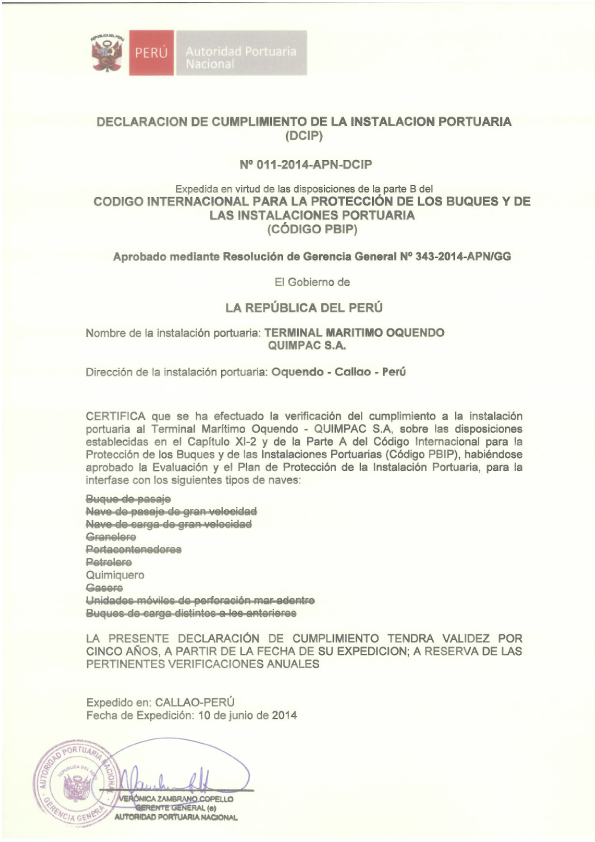 REPÚBLICA DEL PERÚ
PERÚ
Autoridad Portuaria
Nacional
DECLARACION DE CUMPLIMIENTO DE LA INSTALACION PORTUARIA
(DCIP)
Nº 011-2014-APN-DCIP
Expedida en virtud de las disposiciones de la parte B del
CODIGO INTERNACIONAL PARA LA PROTECCIÓN DE LOS BUQUES Y DE
LAS INSTALACIONES PORTUARIA
(CÓDIGO PBIP)
Aprobado mediante Resolución de Gerencia General Nº 343-2014-APN/GG
El Gobierno de
LA REPÚBLICA DEL PERÚ
Nombre de la instalación portuaria: TERMINAL MARITIMO OQUENDO
QUIMPAC S.A.
Dirección de la instalación portuaria: Oquendo - Callao - Perú
CERTIFICA que se ha efectuado la verificación del cumplimiento a la instalación
portuaria al Terminal Marítimo Oquendo - QUIMPAC S.A, sobre las disposiciones
establecidas en el Capítulo XI-2 y de la Parte A del Código Internacional para la
Protección de los Buques y de las Instalaciones Portuarias (Código PBIP), habiéndose
aprobado la Evaluación y el Plan de Protección de la Instalación Portuaria, para la
interfase con los siguientes tipos de naves:
Buque de pasaje
Nave de pasaje de gran velocidad
Nave de carga de gran velocidad
Granelero
Portacontenedores
Petrolero
Quimiquero
Gasero
Unidades móviles de perforación mar adentro
Buques de carga distintos a los anteriores
LA PRESENTE DECLARACIÓN DE CUMPLIMIENTO TENDRA VALIDEZ POR
CINCO AÑOS, A PARTIR DE LA FECHA DE SU EXPEDICION; A RESERVA DE LAS
PERTINENTES VERIFICACIONES ANUALES
Expedido en: CALLAO-PERÚ
Fecha de Expedición: 10 de junio de 2014
AUTORIDAD PORTUARIA NACIONAL
REPUBLICA DEL PERU
GERENCIA GENERAL
VERÓNICA ZAMBRANO COPELLO
GERENTE GENERAL (e)
AUTORIDAD PORTUARIA NACIONAL